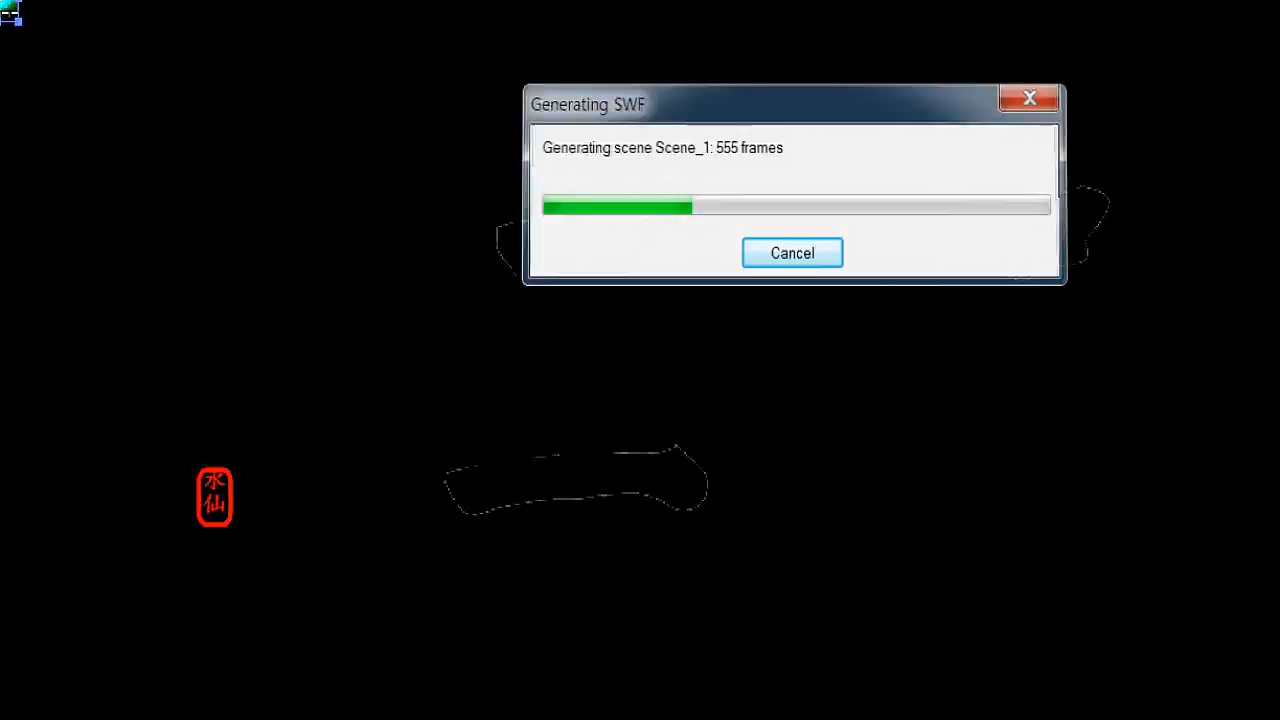 Generating SWF
Generating scene Scene_1: 555 frames
Cancel
水
仙